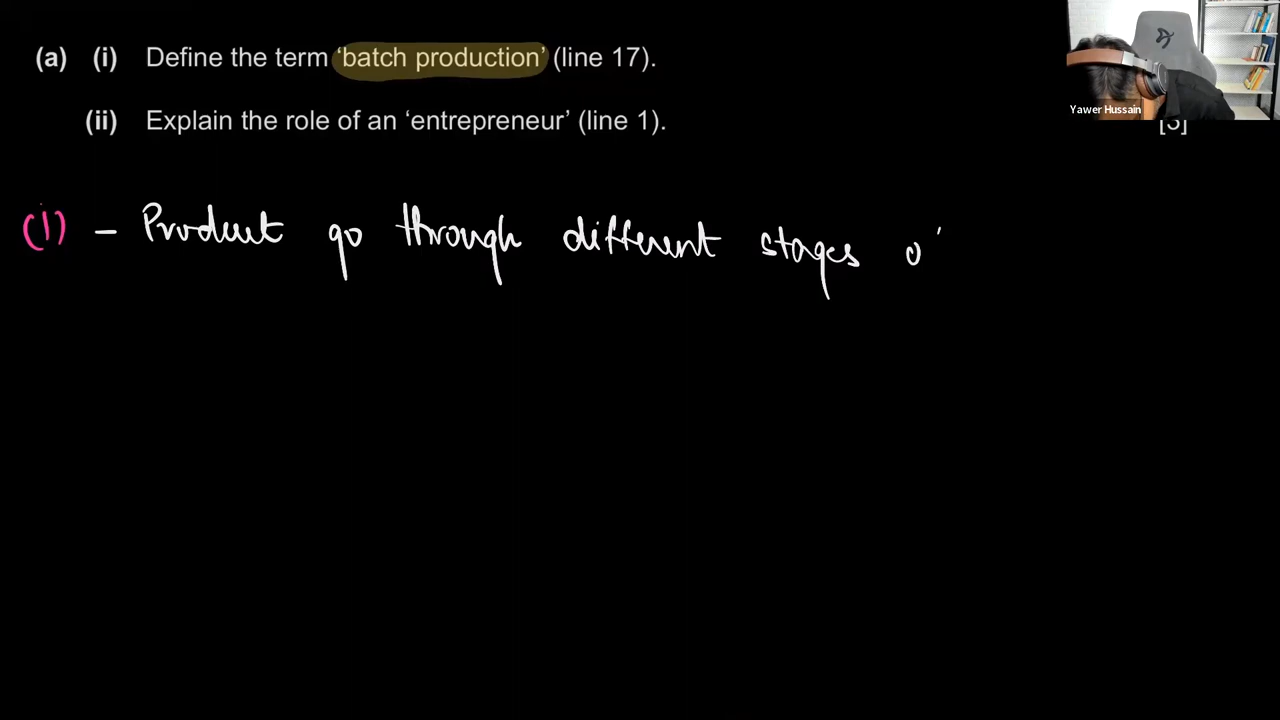 (a) (i) Define the term ‘batch production’ (line 17).
(ii) Explain the role of an ‘entrepreneur’ (line 1).
Yawer Hussain
(1) – Product go through different stages